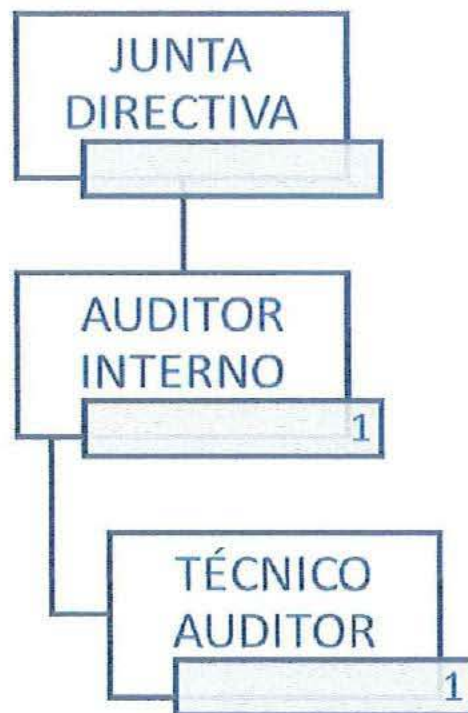 JUNTA
DIRECTIVA
AUDITOR
INTERNO
1
TÉCNICO
AUDITOR
1